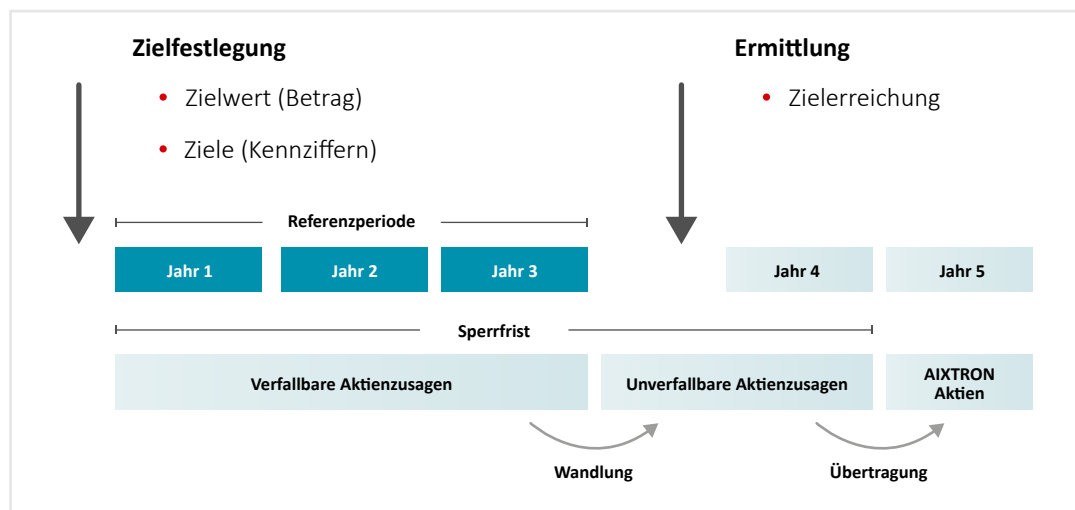 Zielfestlegung
• Zielwert (Betrag)
• Ziele (Kennziffern)
Ermittlung
• Zielerreichung
Referenzperiode
Jahr 1
Jahr 2
Jahr 3
Jahr 4
Jahr 5
Sperrfrist
Verfallbare Aktienzusagen
Unverfallbare Aktienzusagen
AIXTRON
Aktien
Wandlung
Übertragung